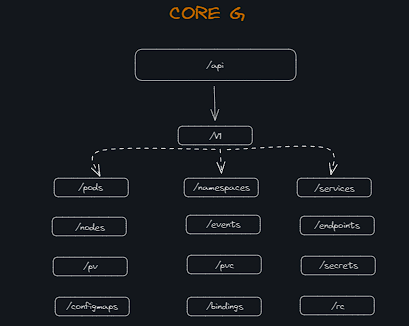 CORE G
/api
/v1
/pods
/namespaces
/services
/nodes
/events
/endpoints
/pv
/pvc
/secrets
/configmaps
/bindings
/rc